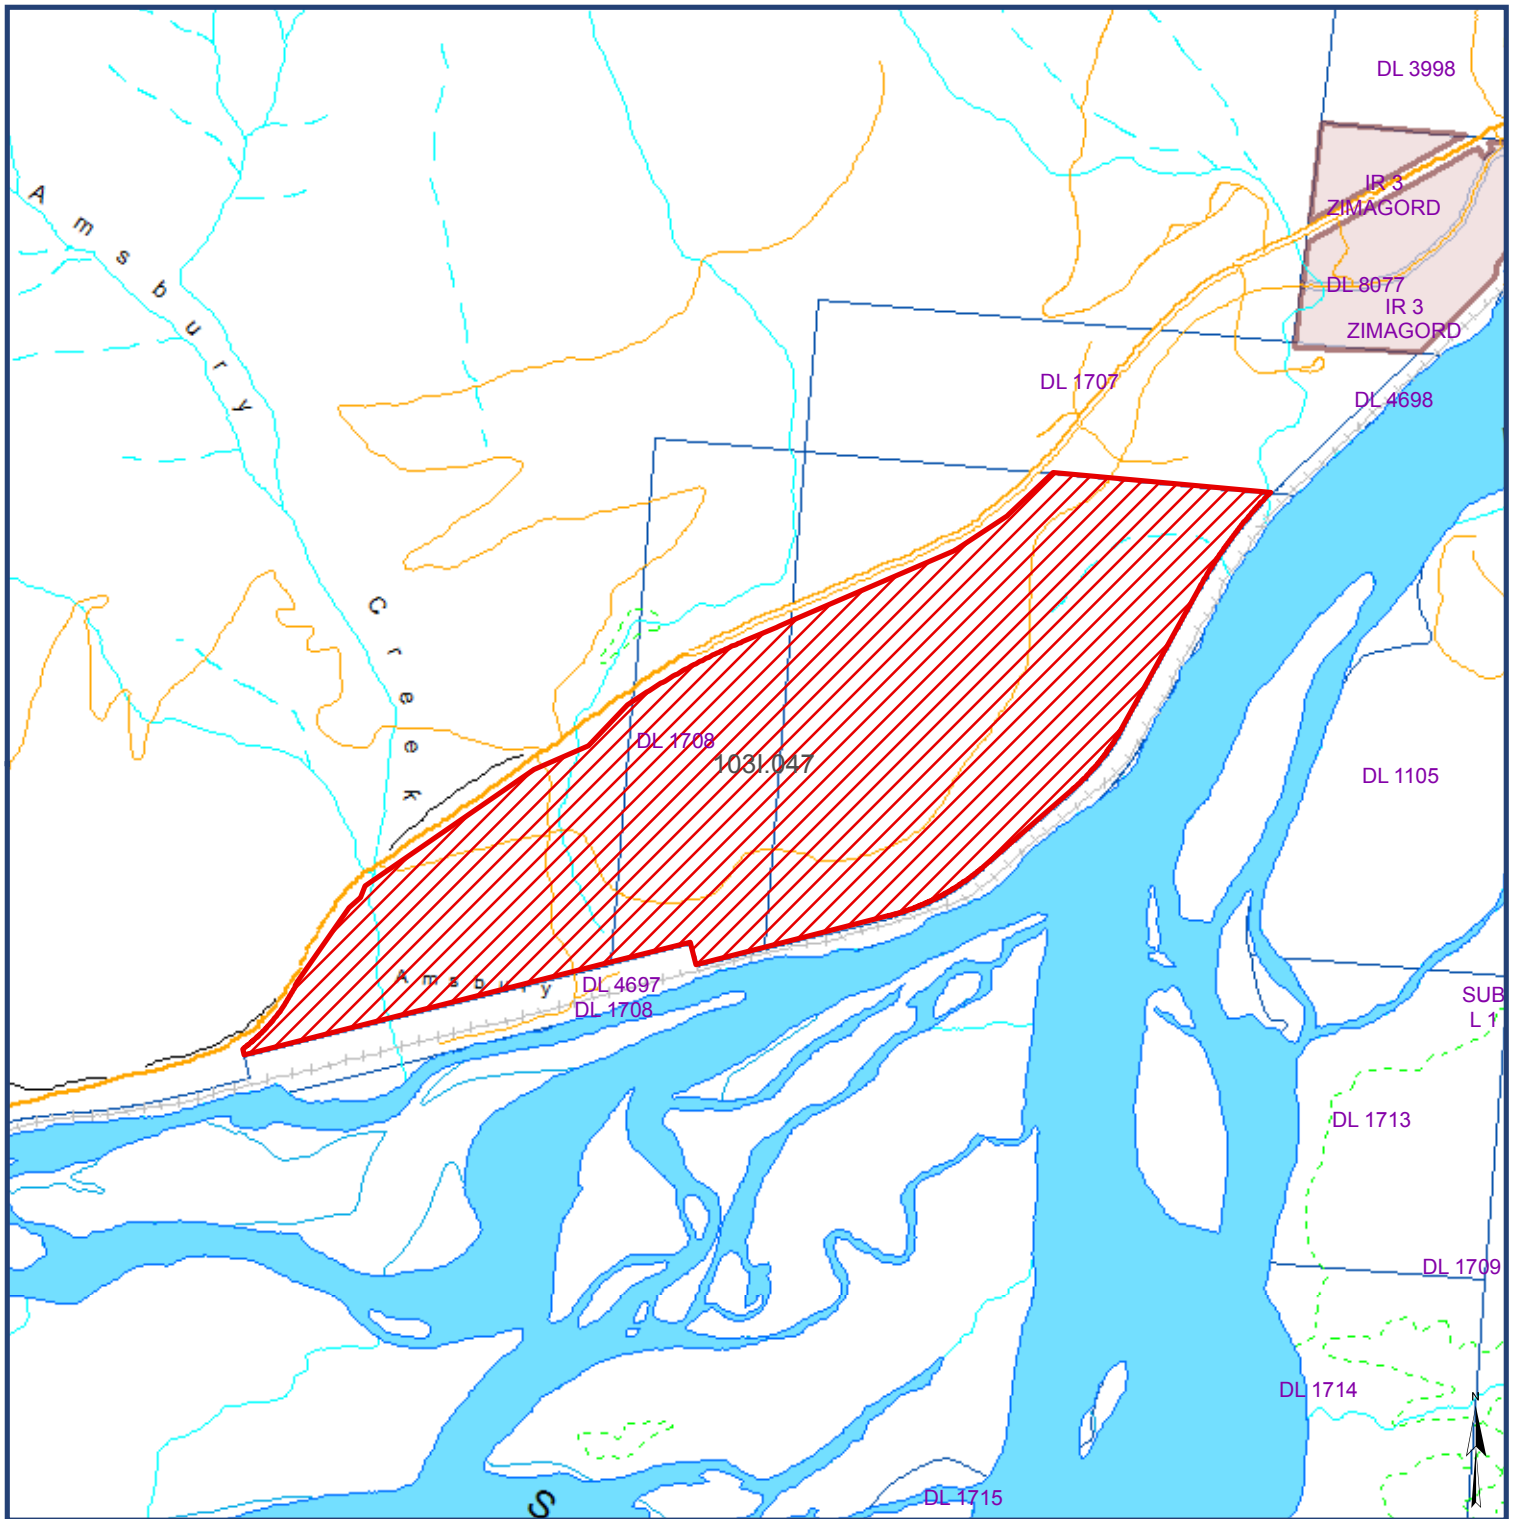 DL 3998
IR 3
ZIMAGORD
Amsbury
DL 8077
IR 3
ZIMAGORD
DL 1707
DL 4698
Creek
DL 1708
103I.047
DL 1105
Amsbury
DL 4697
DL 1708
SUB
L 1
DL 1713
DL 1709
DL 1714
N
DL 1715
S